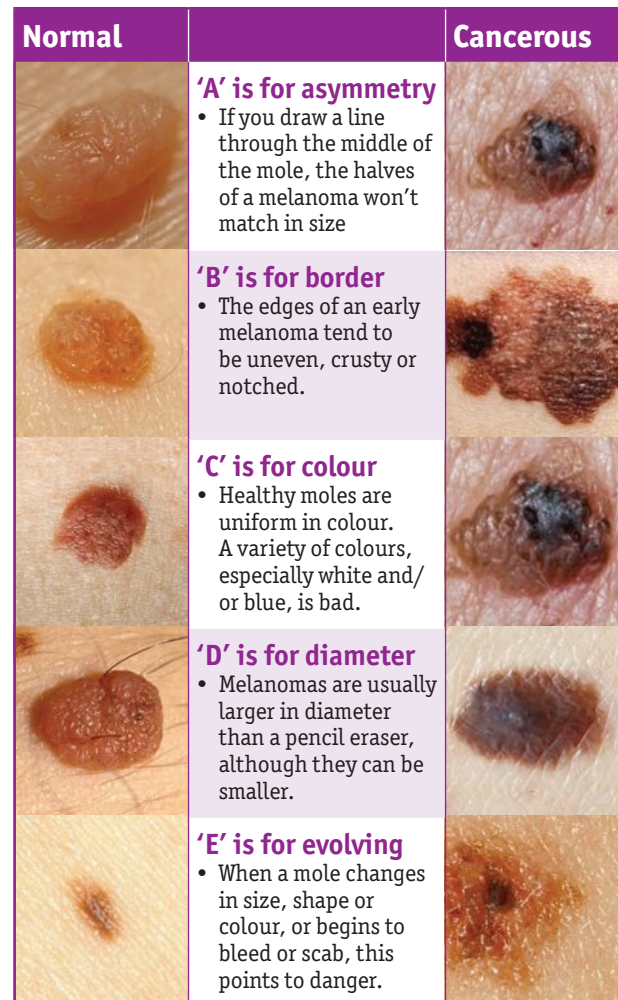 Normal
Cancerous
‘A’ is for asymmetry
• If you draw a line
through the middle of
the mole, the halves
of a melanoma won’t
match in size
‘B’ is for border
• The edges of an early
melanoma tend to
be uneven, crusty or
notched.
‘C’ is for colour
• Healthy moles are
uniform in colour.
A variety of colours,
especially white and/
or blue, is bad.
‘D’ is for diameter
• Melanomas are usually
larger in diameter
than a pencil eraser,
although they can be
smaller.
‘E’ is for evolving
• When a mole changes
in size, shape or
colour, or begins to
bleed or scab, this
points to danger.